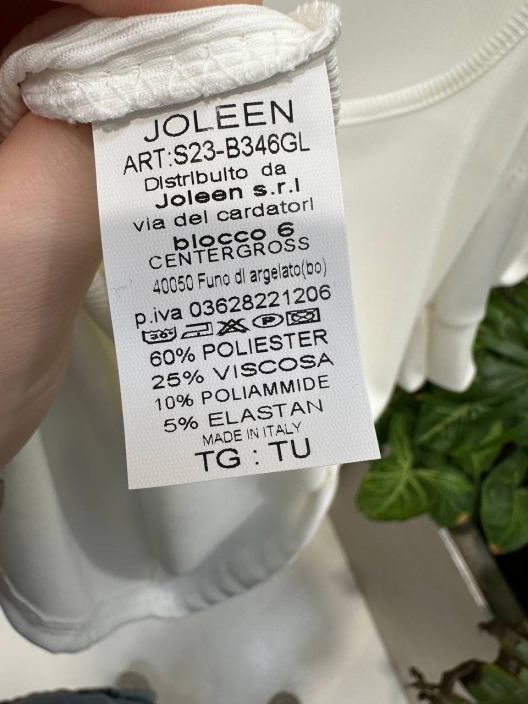 JOLEEN
ART:S23-B346GL
Distribuito da
Joleen s.r.l
via dei cardatori
blocco 6
CENTERGROSS
40050 Funo di argelato(bo)
p.iva 03628221206
60% POLIESTER
25% VISCOSA
10% POLIAMMIDE
5% ELASTAN
MADE IN ITALY
TG : TU